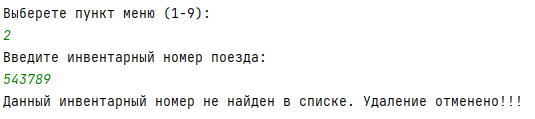 Выберете пункт меню (1-9):
2
Введите инвентарный номер поезда:
543789
Данный инвентарный номер не найден в списке. Удаление отменено!!!